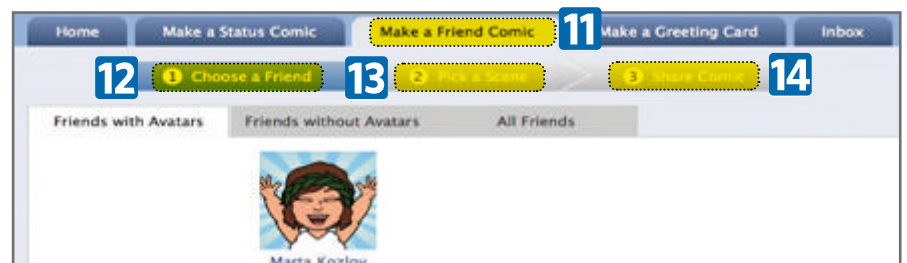 Home Make a Status Comic Make a Friend Comic 11 Make a Greeting Card Inbox
12 1 Choose a Friend 13 2 Pick a Scene 3 Share Comic 14
Friends with Avatars Friends without Avatars All Friends
Marta Kozlov